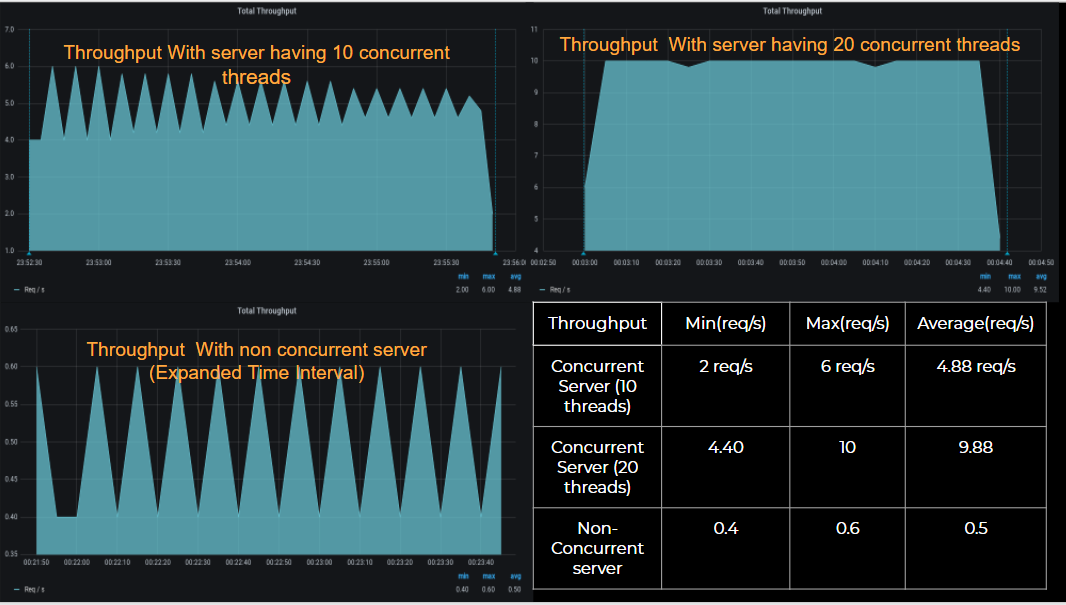 Total Throughput
Throughput With server having 10 concurrent
threads
7.0
6.0
5.0
4.0
3.0
2.0
1.0
23:52:30 23:53:00 23:53:30 23:54:00 23:54:30 23:55:00 23:55:30 23:56:0
min max avg
Req / s 2.00 6.00 4.88
Total Throughput
Throughput With server having 20 concurrent threads
11
10
9
8
7
6
5
4
00:02:50 00:03:00 00:03:10 00:03:20 00:03:30 00:03:40 00:03:50 00:04:00 00:04:10 00:04:20 00:04:30 00:04:40 00:04:50
min max avg
Req / s 4.40 10.00 9.52
Total Throughput
Throughput With non concurrent server
(Expanded Time Interval)
0.65
0.60
0.55
0.50
0.45
0.40
0.35
00:21:50 00:22:00 00:22:10 00:22:20 00:22:30 00:22:40 00:22:50 00:23:00 00:23:10 00:23:20 00:23:30 00:23:40
min max avg
Req / s 0.40 0.60 0.50
Throughput Min(req/s) Max(req/s) Average(req/s)
Concurrent
Server (10
threads)
2 req/s 6 req/s 4.88 req/s
Concurrent
Server (20
threads)
4.40 10 9.88
Non-
Concurrent
server
0.4 0.6 0.5